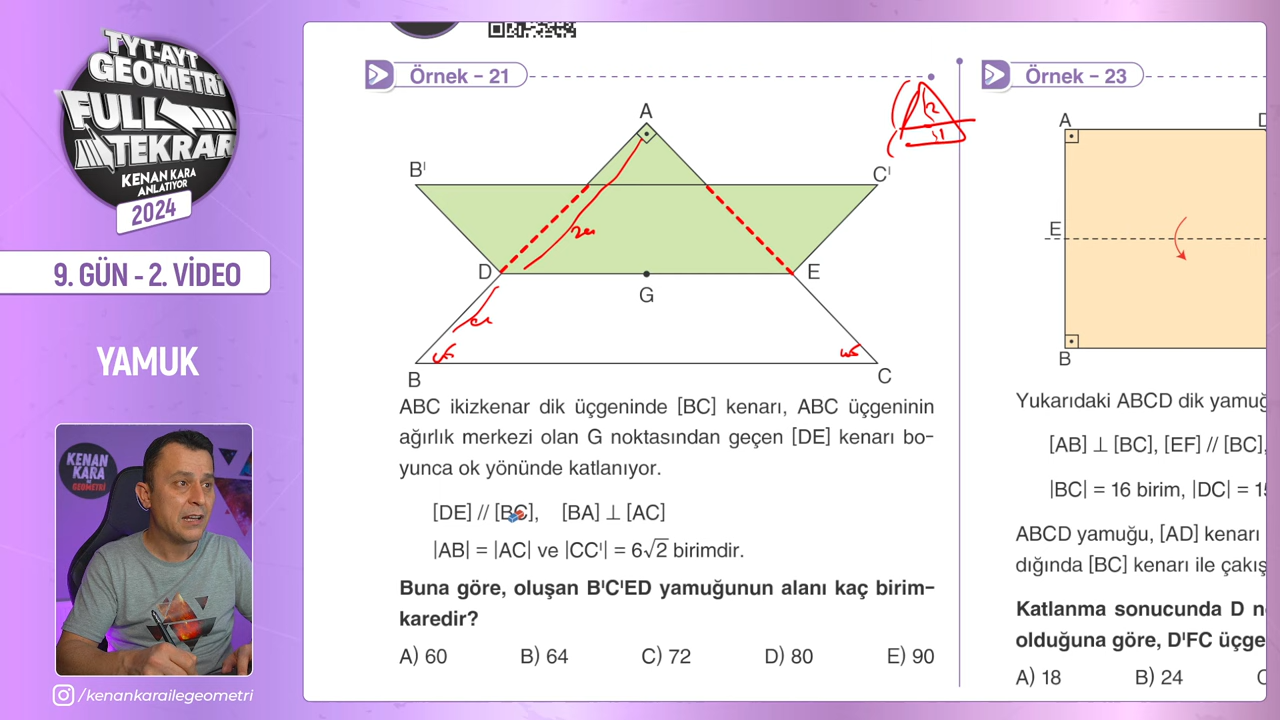 TYT-AYT
GEOMETRİ
FULL
TEKRAR
KENAN KARA
ANLATIYOR
2024
9. GÜN - 2. VİDEO
YAMUK
KENAN
KARA
GEOMETRİ
/kenankarailegeometri
Örnek – 21
A
B'
C'
D
E
G
B
C
2a
a
45
45
2
1
ABC ikizkenar dik üçgeninde [BC] kenarı, ABC üçgeninin
ağırlık merkezi olan G noktasından geçen [DE] kenarı bo-
yunca ok yönünde katlanıyor.
[DE] // [BC], [BA] ⊥ [AC]
|AB| = |AC| ve |CC'| = 6√2 birimdir.
Buna göre, oluşan B'C'ED yamuğunun alanı kaç birim-
karedir?
A) 60 B) 64 C) 72 D) 80 E) 90
Örnek – 23
A
D
E
B
Yukarıdaki ABCD dik yamuğ
[AB] ⊥ [BC], [EF] // [BC],
|BC| = 16 birim, |DC| = 15
ABCD yamuğu, [AD] kenarı
dığında [BC] kenarı ile çakış
Katlanma sonucunda D n
olduğuna göre, D'FC üçge
A) 18 B) 24 C